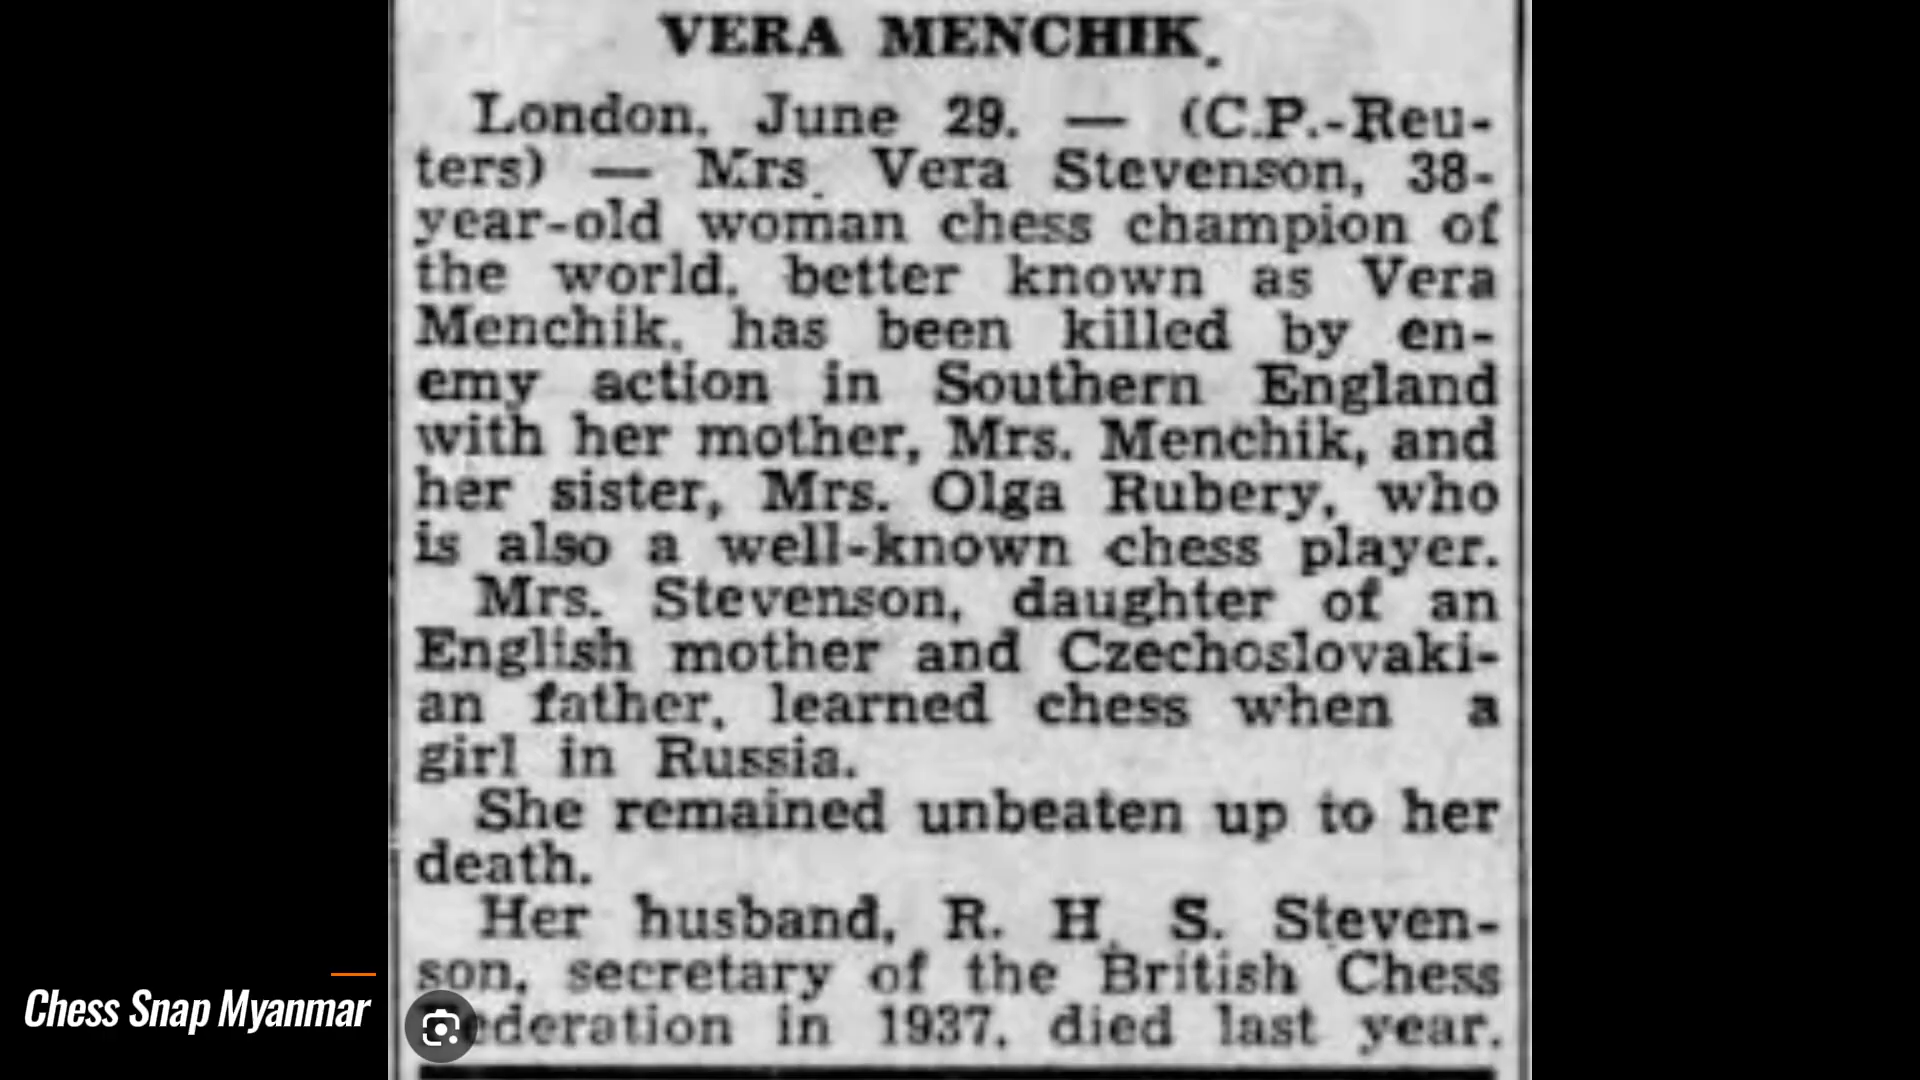 VERA MENCHIK.
London, June 29. — (C.P.-Reu-
ters) — Mrs. Vera Stevenson, 38-
year-old woman chess champion of
the world, better known as Vera
Menchik, has been killed by en-
emy action in Southern England
with her mother, Mrs. Menchik, and
her sister, Mrs. Olga Rubery, who
is also a well-known chess player.
Mrs. Stevenson, daughter of an
English mother and Czechoslovaki-
an father, learned chess when a
girl in Russia.
She remained unbeaten up to her
death.
Her husband, R. H. S. Steven-
son, secretary of the British Chess
ederation in 1937, died last year.
Chess Snap Myanmar